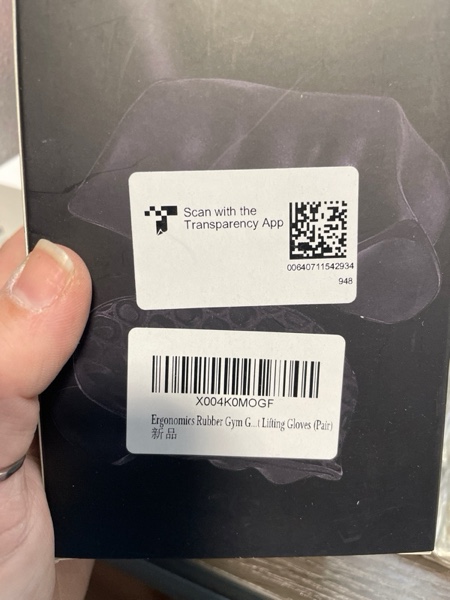 Scan with the
Transparency App
00640711542934
948
X004K0MOGF
Ergonomics Rubber Gym G...t Lifting Gloves (Pair)
新品